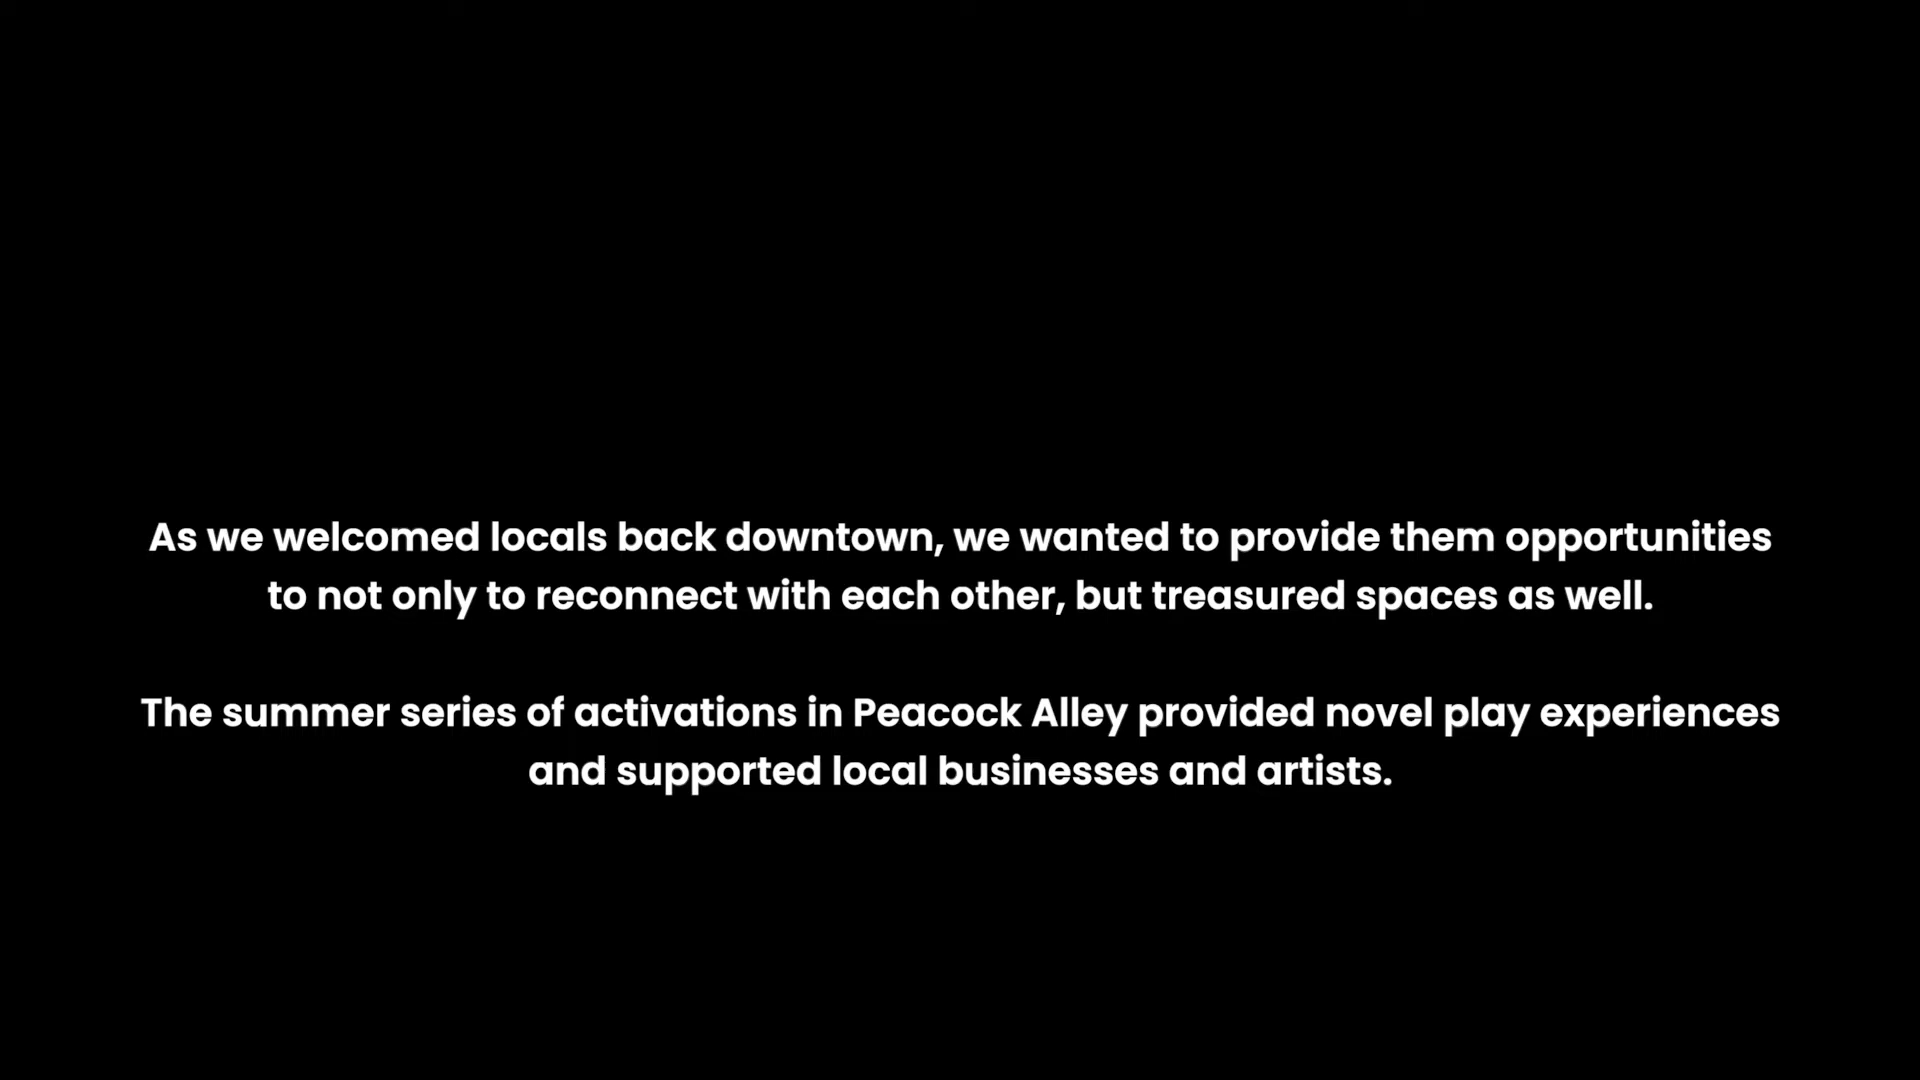 As we welcomed locals back downtown, we wanted to provide them opportunities
to not only to reconnect with each other, but treasured spaces as well.
The summer series of activations in Peacock Alley provided novel play experiences
and supported local businesses and artists.